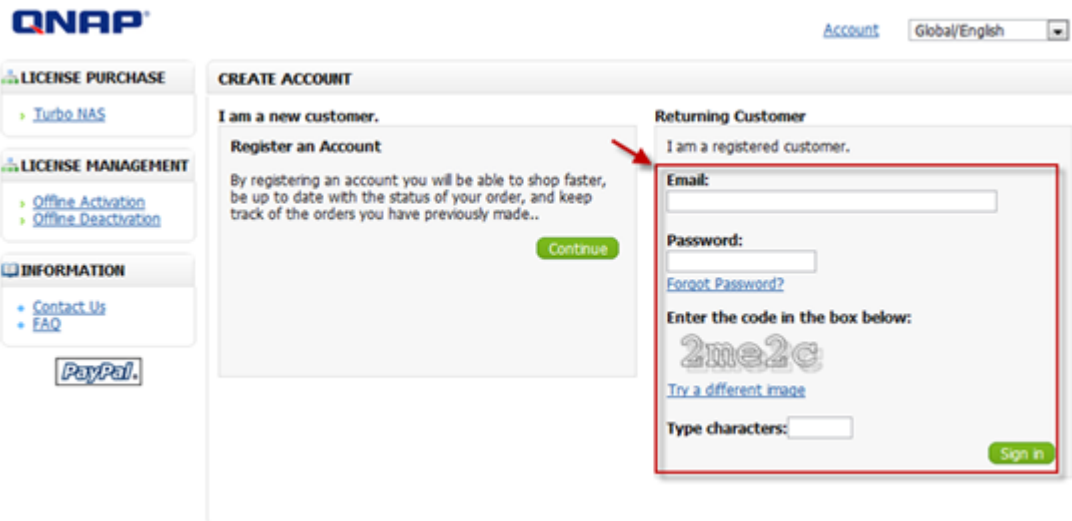 QNAP
Account
Global/English
LICENSE PURCHASE
Turbo NAS
LICENSE MANAGEMENT
Offline Activation
Offline Deactivation
INFORMATION
Contact Us
FAQ
PayPal.
CREATE ACCOUNT
I am a new customer.
Register an Account
By registering an account you will be able to shop faster,
be up to date with the status of your order, and keep
track of the orders you have previously made..
Continue
Returning Customer
I am a registered customer.
Email:
Password:
Forgot Password?
Enter the code in the box below:
2me2c
Try a different image
Type characters:
Sign in